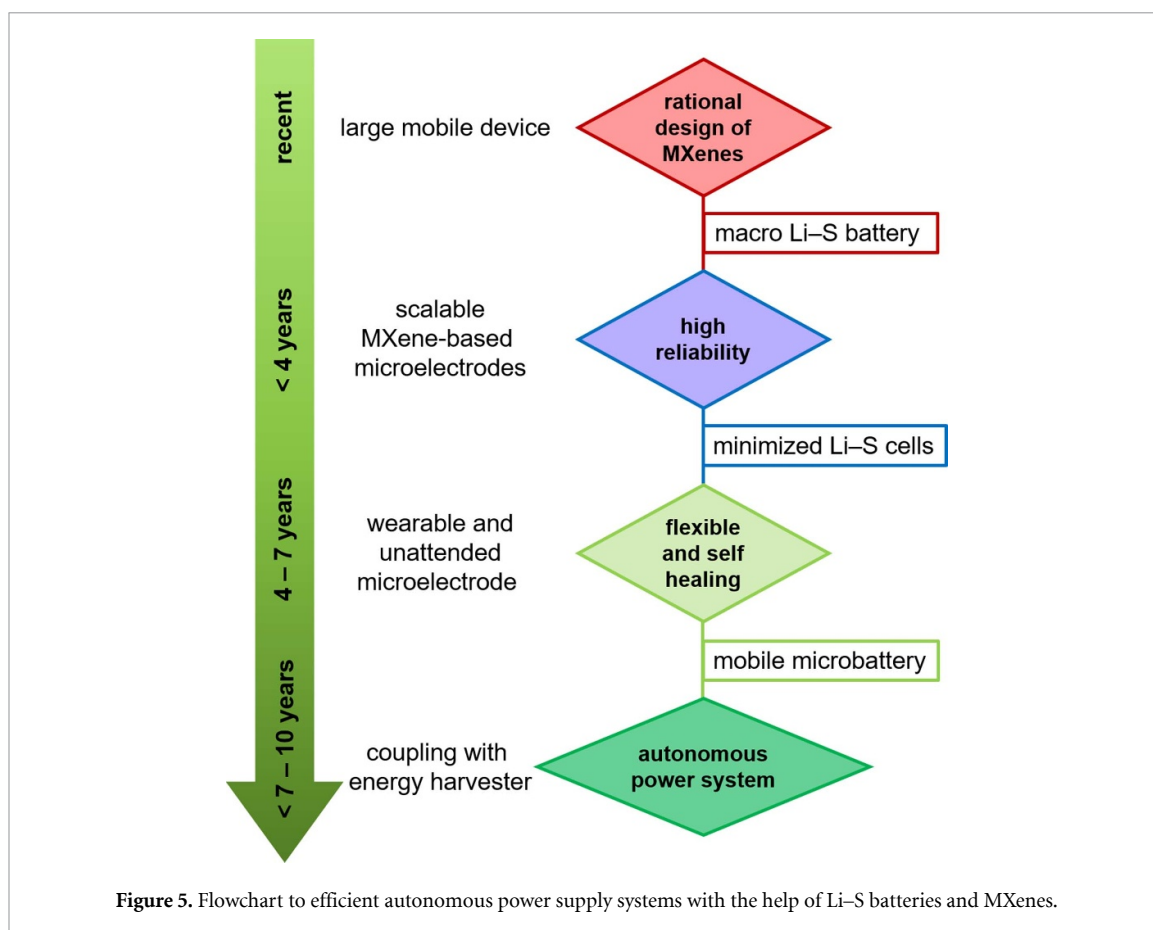 recent
large mobile device
rational
design of
MXenes
macro Li–S battery
< 4 years
scalable
MXene-based
microelectrodes
high
reliability
minimized Li–S cells
4 – 7 years
wearable and
unattended
microelectrode
flexible
and self
healing
mobile microbattery
< 7 – 10 years
coupling with
energy harvester
autonomous
power system
Figure 5. Flowchart to efficient autonomous power supply systems with the help of Li–S batteries and MXenes.